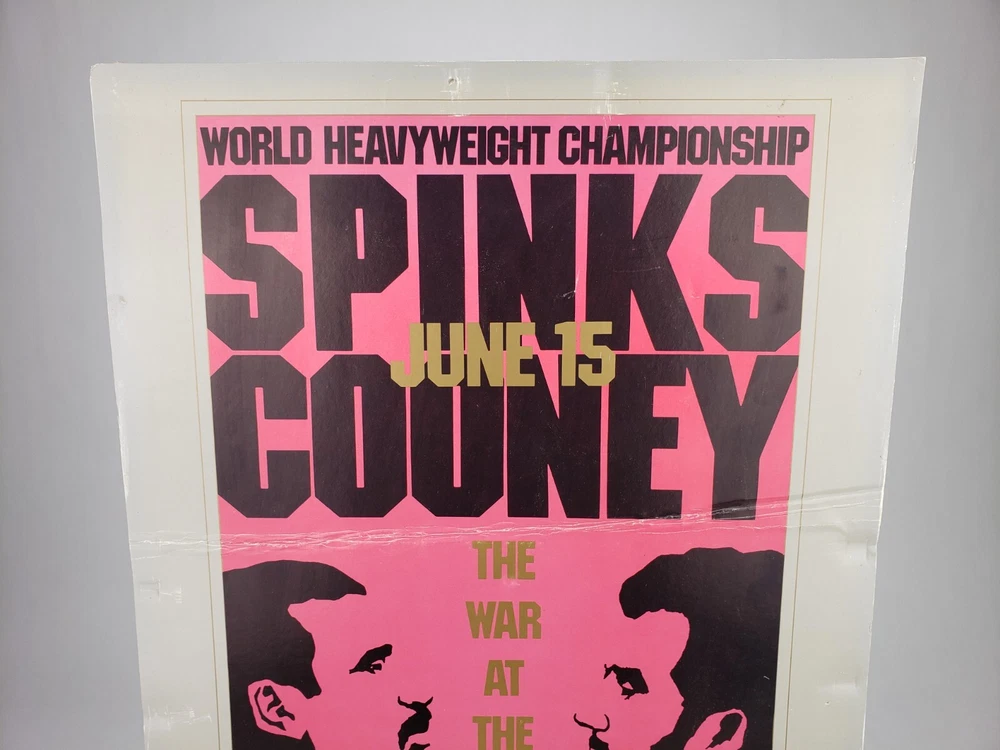 WORLD HEAVYWEIGHT CHAMPIONSHIP
SPINKS
JUNE 15
COONEY
THE
WAR
AT
THE